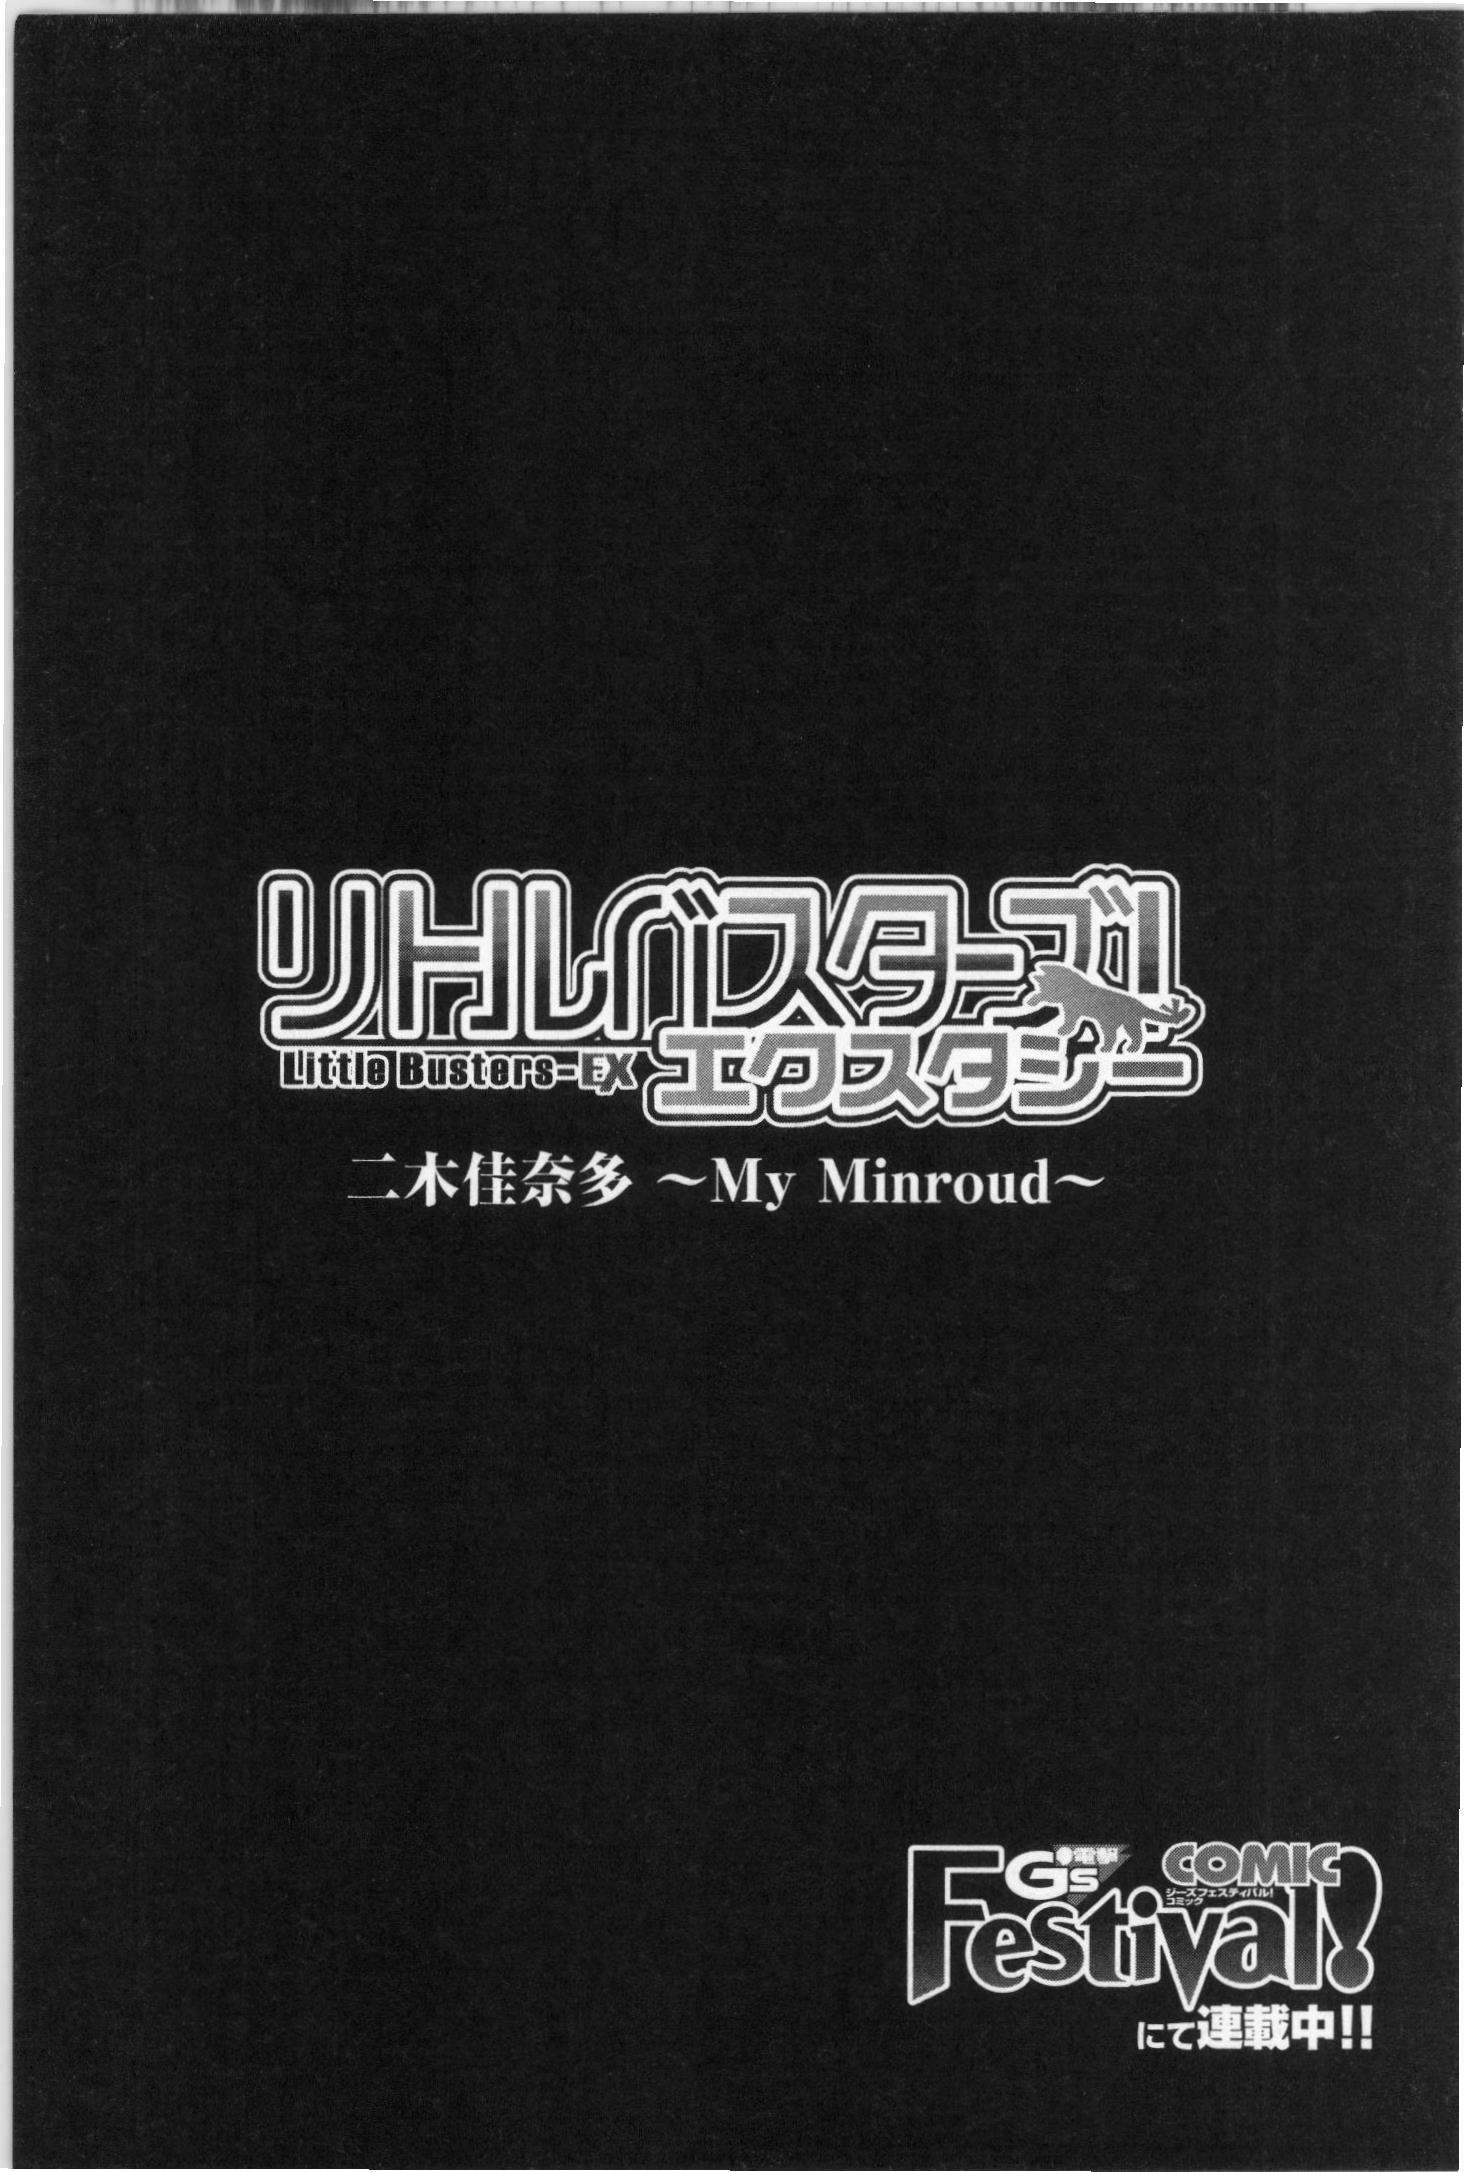 リトルバスターズ!
エクスタシー
Little Busters-EX
二木佳奈多 ～My Minroud～
電撃
G's
COMIC
Festival!
ジーズフェスティバル!
コミック
にて連載中!!